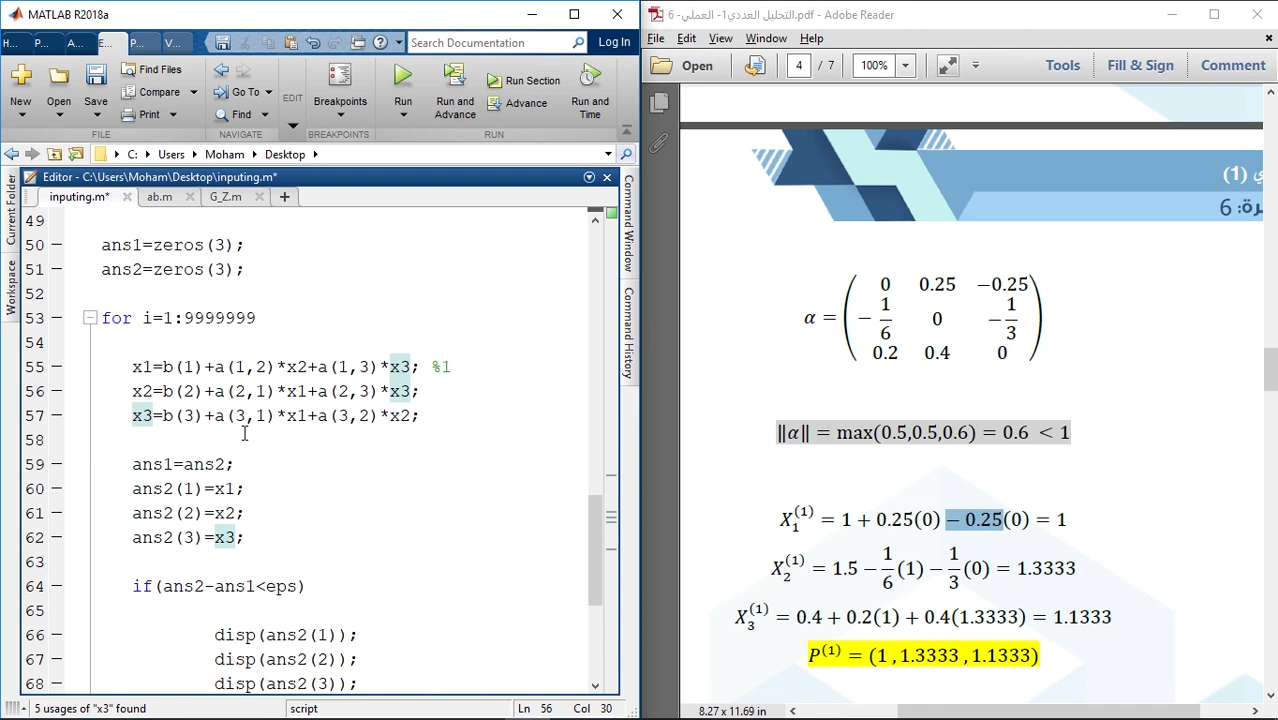 MATLAB R2018a
H... P... A... E... P... V... Search Documentation Log In
New Open Save Find Files Compare Print Go To Find EDIT Breakpoints Run Run and Advance Run Section Advance Run and Time
FILE NAVIGATE BREAKPOINTS RUN
C: Users Moham Desktop
Editor - C:\Users\Moham\Desktop\inputing.m*
inputing.m* ab.m G_Z.m
Current Folder
Workspace
Command Window
Command History
49
50 ans1=zeros(3);
51 ans2=zeros(3);
52
53 for i=1:9999999
54
55 x1=b(1)+a(1,2)*x2+a(1,3)*x3; %1
56 x2=b(2)+a(2,1)*x1+a(2,3)*x3;
57 x3=b(3)+a(3,1)*x1+a(3,2)*x2;
58
59 ans1=ans2;
60 ans2(1)=x1;
61 ans2(2)=x2;
62 ans2(3)=x3;
63
64 if(ans2-ans1<eps)
65
66 disp(ans2(1));
67 disp(ans2(2));
68 disp(ans2(3));
5 usages of "x3" found script Ln 56 Col 30
التحليل العددي1- العملي- 6.pdf - Adobe Reader
File Edit View Window Help
Open 4 / 7 100% Tools Fill & Sign Comment
ي (1)
رة: 6
α = ( 0 0.25 −0.25
−1/6 0 −1/3
0.2 0.4 0 )
‖α‖ = max(0.5,0.5,0.6) = 0.6 < 1
X₁⁽¹⁾ = 1 + 0.25(0) − 0.25(0) = 1
X₂⁽¹⁾ = 1.5 − 1/6(1) − 1/3(0) = 1.3333
X₃⁽¹⁾ = 0.4 + 0.2(1) + 0.4(1.3333) = 1.1333
P⁽¹⁾ = (1 , 1.3333 , 1.1333)
8.27 x 11.69 in